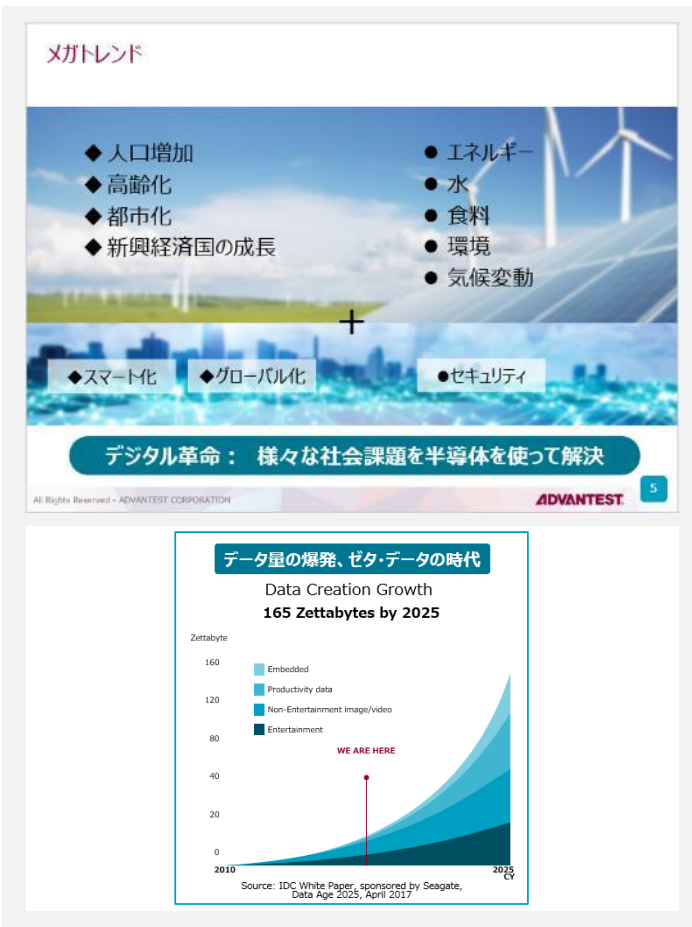 メガトレンド
◆ 人口増加
◆ 高齢化
◆ 都市化
◆ 新興経済国の成長
● エネルギー
● 水
● 食料
● 環境
● 気候変動
+
◆スマート化
◆グローバル化
●セキュリティ
デジタル革命： 様々な社会課題を半導体を使って解決
All Rights Reserved - ADVANTEST CORPORATION
ADVANTEST
5
データ量の爆発、ゼタ・データの時代
Data Creation Growth
165 Zettabytes by 2025
Zettabyte
160
120
80
40
20
0
Embedded
Productivity data
Non-Entertainment image/video
Entertainment
WE ARE HERE
2010
2025
CY
Source: IDC White Paper, sponsored by Seagate,
Data Age 2025, April 2017